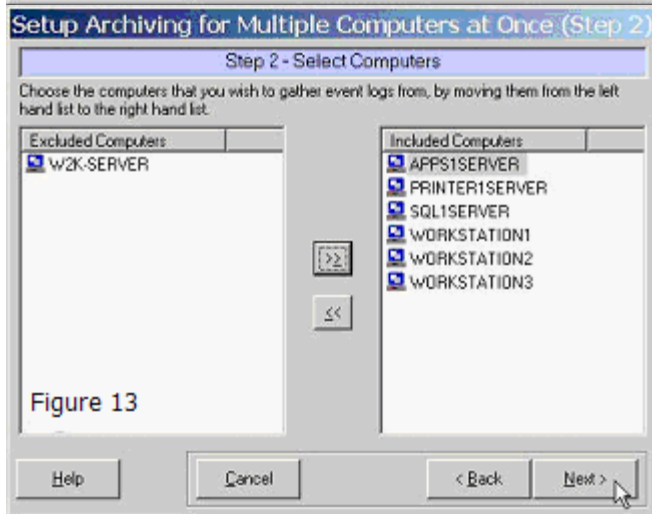 Setup Archiving for Multiple Computers at Once (Step 2)
Step 2 - Select Computers
Choose the computers that you wish to gather event logs from, by moving them from the left
hand list to the right hand list.
Excluded Computers
W2K-SERVER
Figure 13
>>
<<
Included Computers
APPS1SERVER
PRINTER1SERVER
SQL1SERVER
WORKSTATION1
WORKSTATION2
WORKSTATION3
Help
Cancel
< Back
Next >